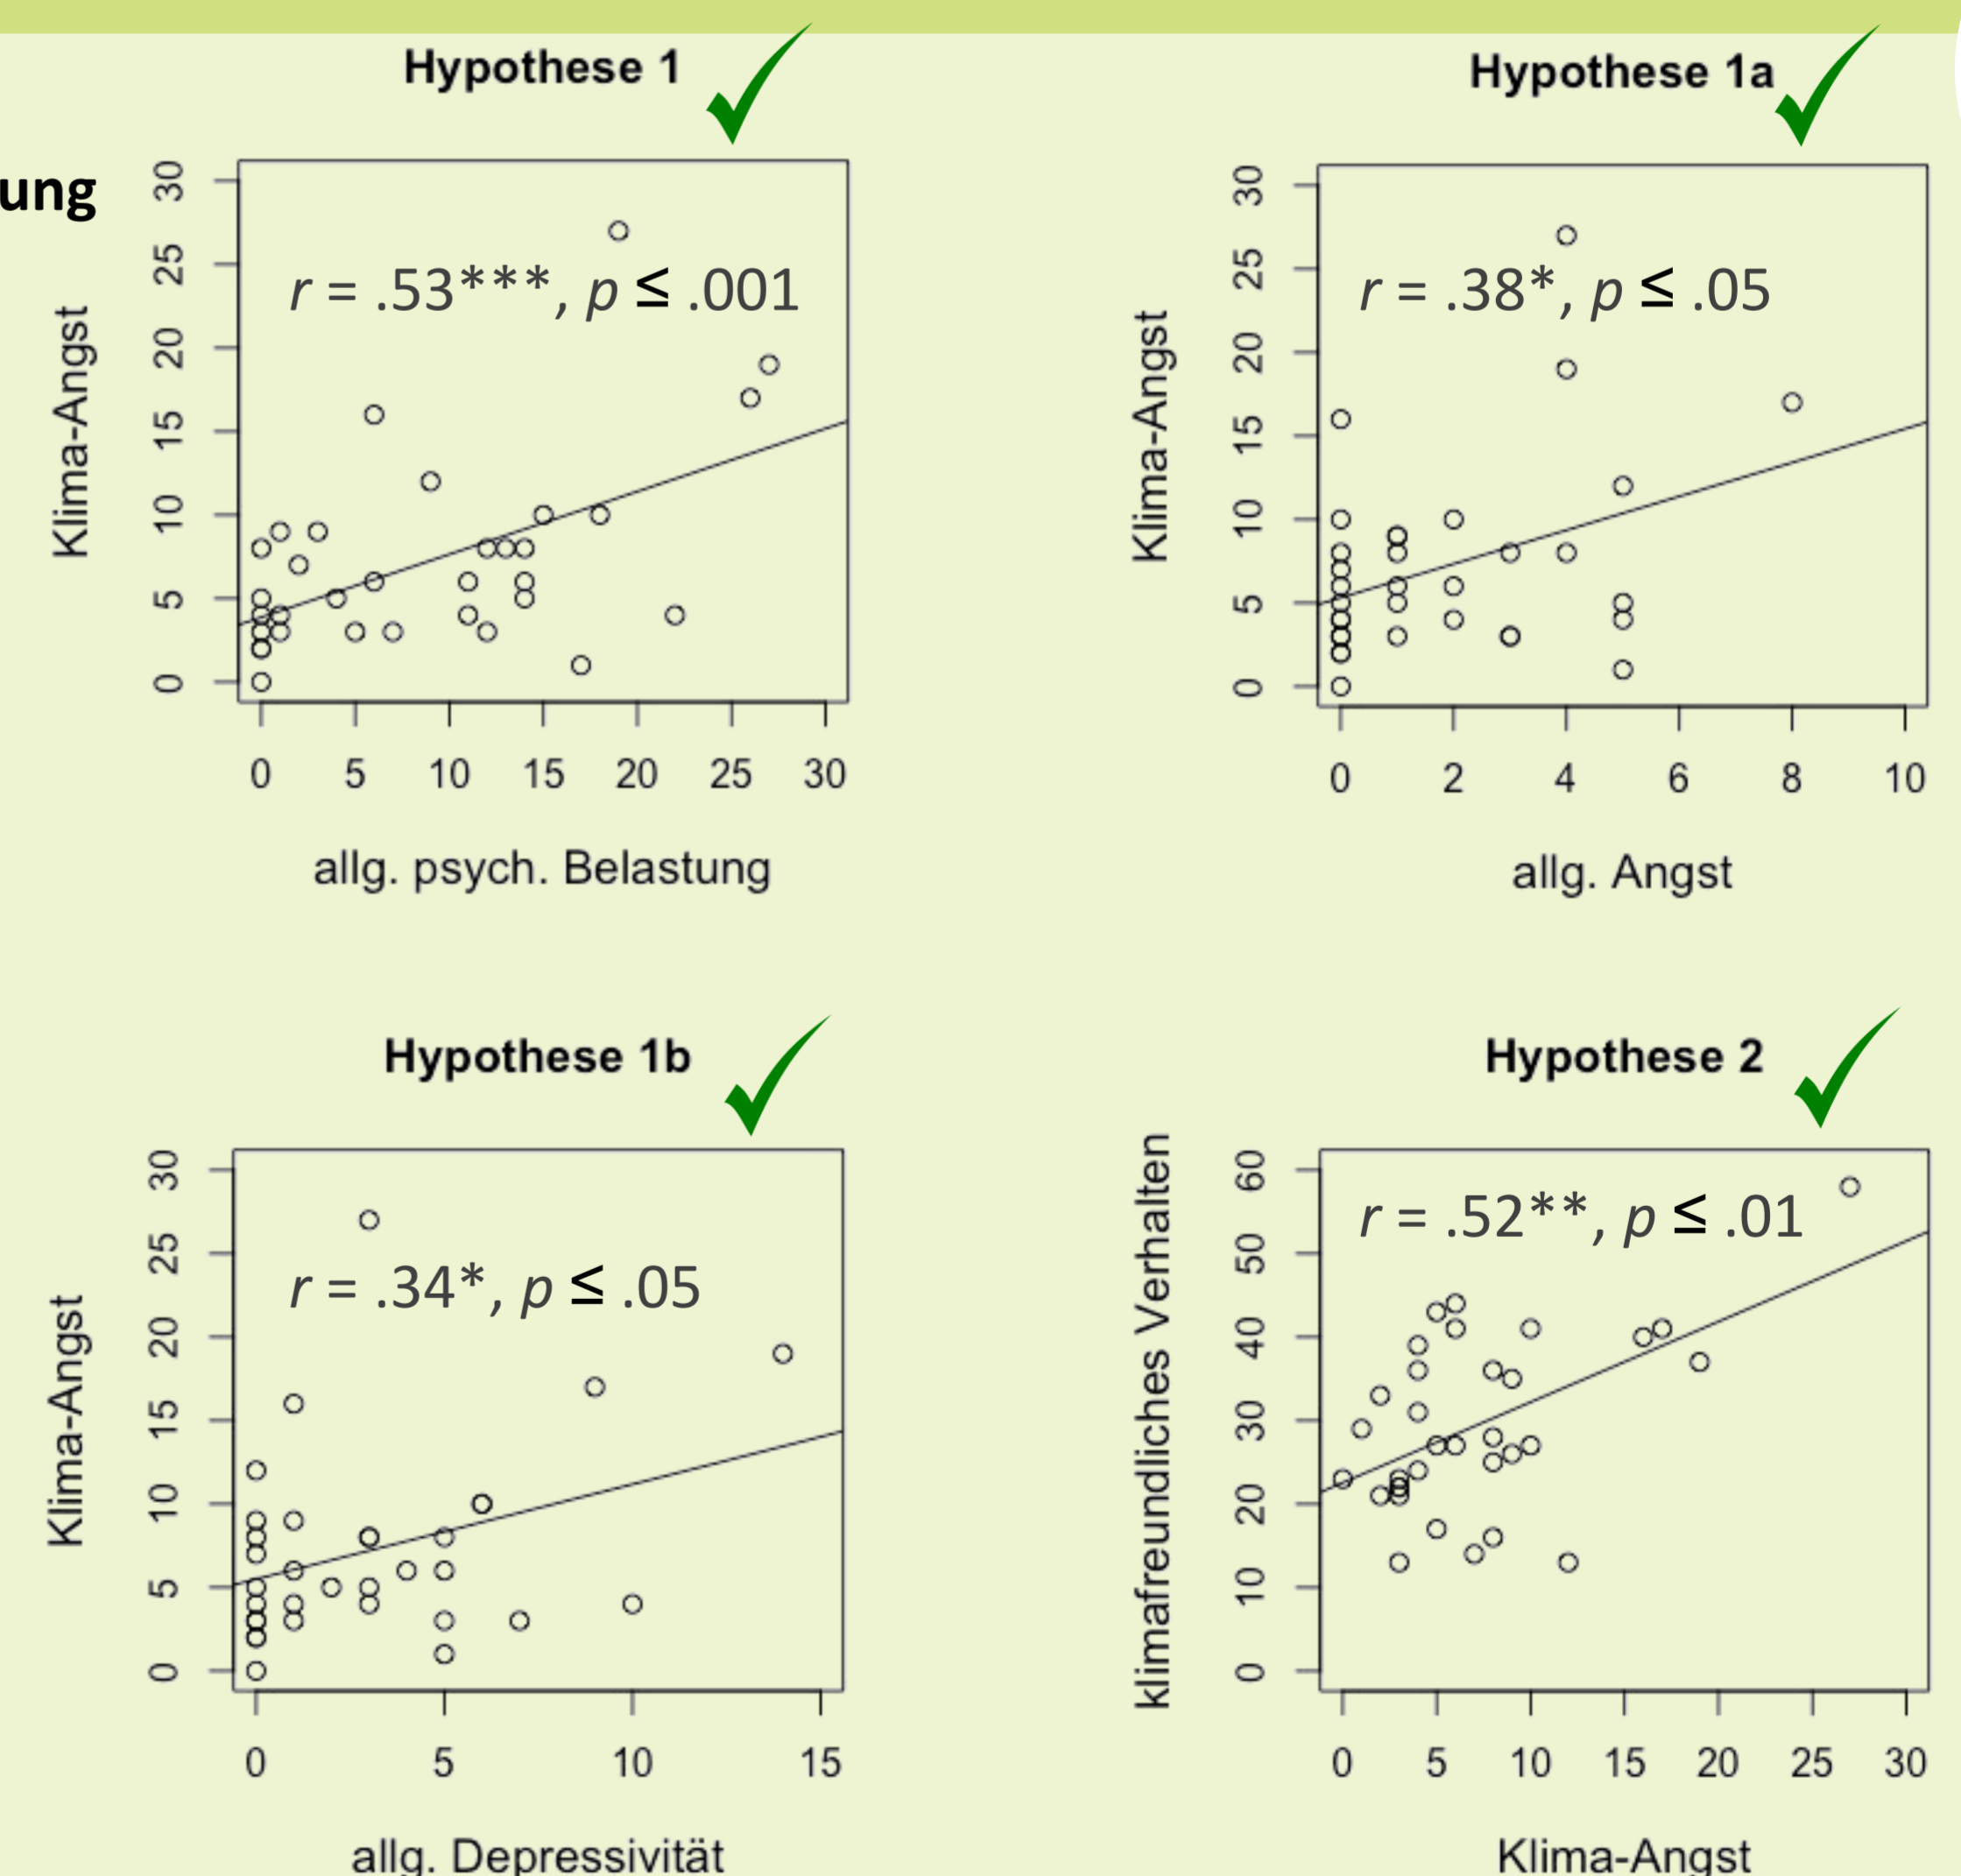 Hypothese 1
ung
r = .53***, p ≤ .001
Klima-Angst
30
25
20
15
10
5
0
0 5 10 15 20 25 30
allg. psych. Belastung
Hypothese 1a
r = .38*, p ≤ .05
Klima-Angst
30
25
20
15
10
5
0
0 2 4 6 8 10
allg. Angst
Hypothese 1b
r = .34*, p ≤ .05
Klima-Angst
30
25
20
15
10
5
0
0 5 10 15
allg. Depressivität
Hypothese 2
r = .52**, p ≤ .01
klimafreundliches Verhalten
60
50
40
30
20
10
0
0 5 10 15 20 25 30
Klima-Angst